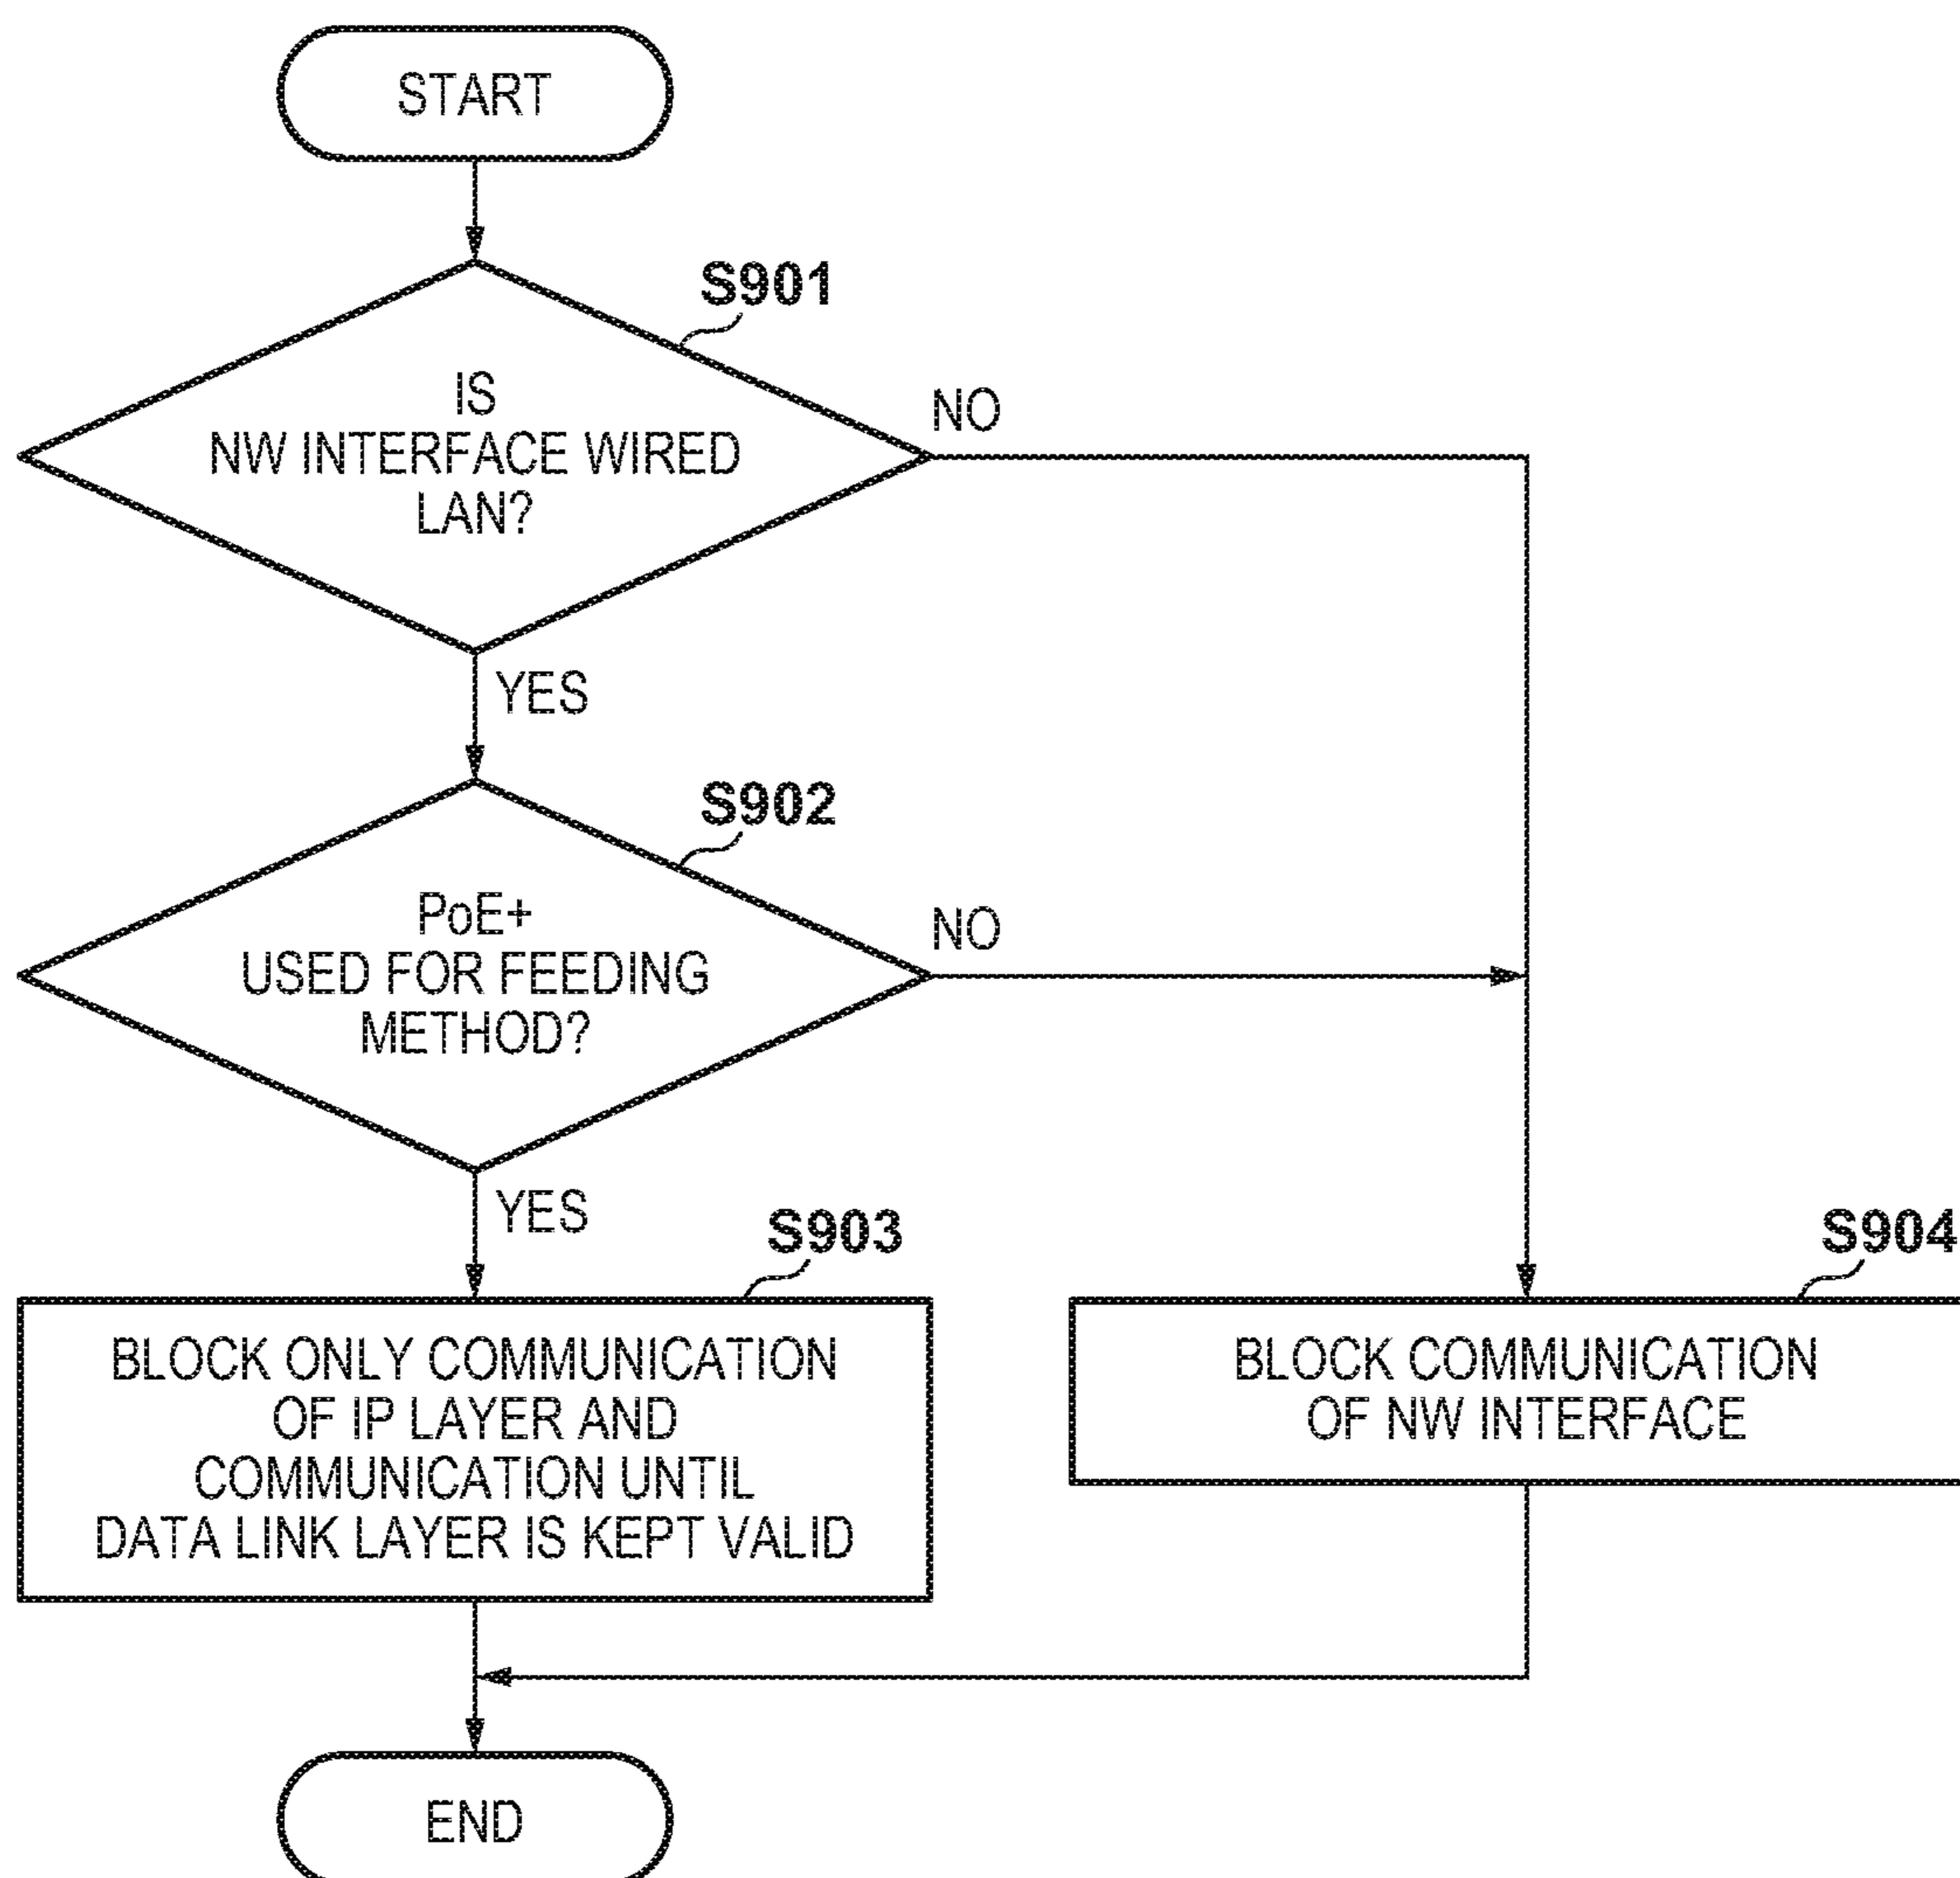 START
S901
IS
NW INTERFACE WIRED
LAN?
NO
YES
S902
PoE+
USED FOR FEEDING
METHOD?
NO
YES
S903
BLOCK ONLY COMMUNICATION
OF IP LAYER AND
COMMUNICATION UNTIL
DATA LINK LAYER IS KEPT VALID
S904
BLOCK COMMUNICATION
OF NW INTERFACE
END